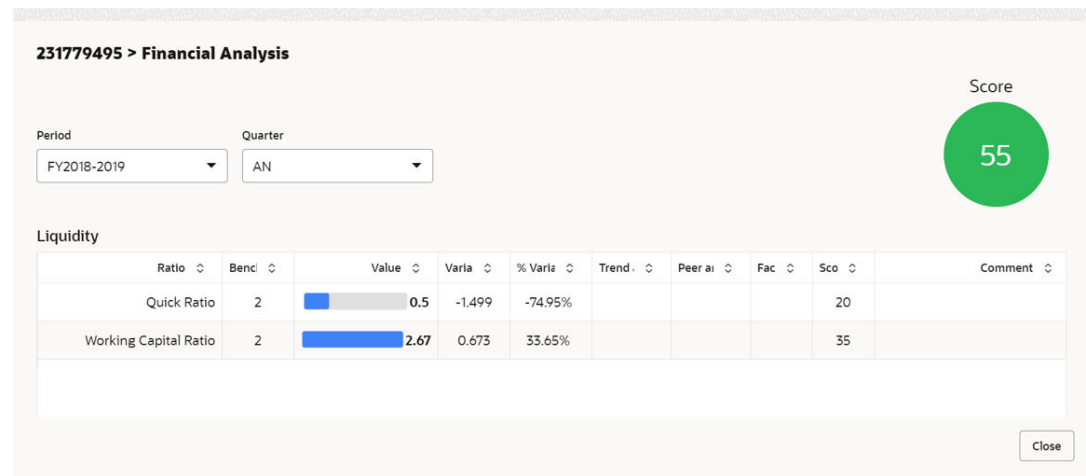 231779495 > Financial Analysis
Score
55
Period
Quarter
FY2018-2019
AN
Liquidity
Ratio Benc Value Varia % Varia Trend Peer a Fac Sco Comment
Quick Ratio 2 0.5 -1.499 -74.95% 20
Working Capital Ratio 2 2.67 0.673 33.65% 35
Close